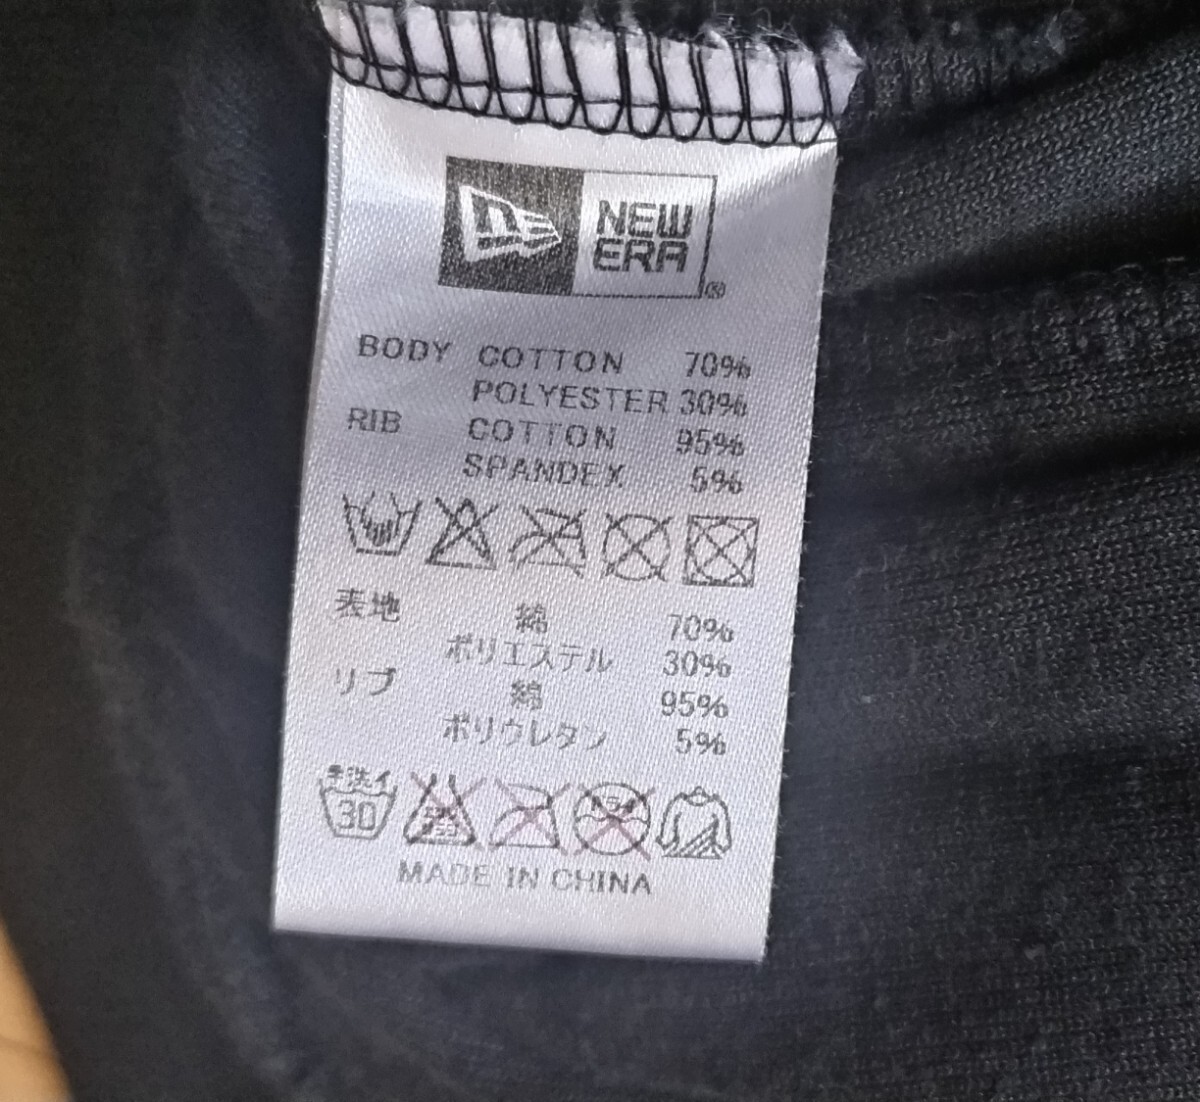 NE NEW
ERA ®
BODY COTTON 70%
POLYESTER 30%
RIB COTTON 95%
SPANDEX 5%
表地 綿 70%
ポリエステル 30%
リブ 綿 95%
ポリウレタン 5%
手洗イ
30
MADE IN CHINA